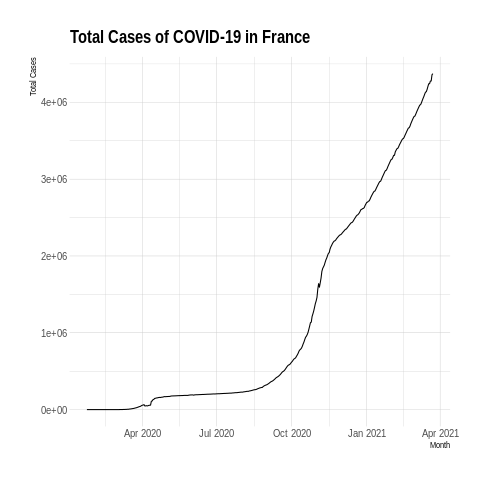 Total Cases of COVID-19 in France
Total Cases
4e+06
3e+06
2e+06
1e+06
0e+00
Apr 2020 Jul 2020 Oct 2020 Jan 2021 Apr 2021
Month